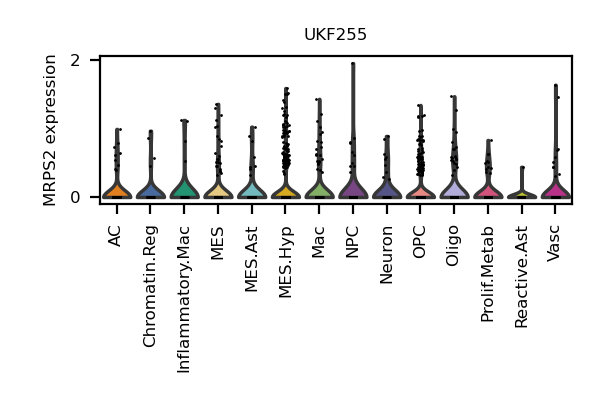 UKF255
MRPS2 expression
2
0
AC
Chromatin.Reg
Inflammatory.Mac
MES
MES.Ast
MES.Hyp
Mac
NPC
Neuron
OPC
Oligo
Prolif.Metab
Reactive.Ast
Vasc